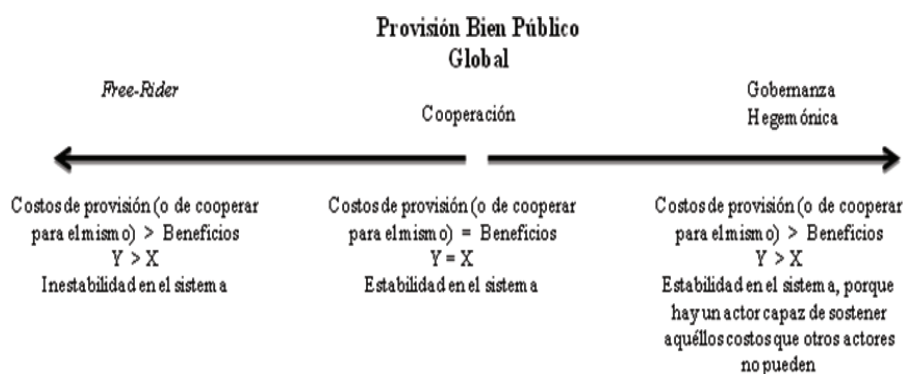 Provisión Bien Público
Global
Free-Rider
Cooperación
Gobernanza
Hegemónica
Costos de provisión (o de cooperar
para el mismo) > Beneficios
Y > X
Inestabilidad en el sistema
Costos de provisión (o de cooperar
para el mismo) = Beneficios
Y = X
Estabilidad en el sistema
Costos de provisión (o de cooperar
para el mismo) > Beneficios
Y > X
Estabilidad en el sistema, porque
hay un actor capaz de sostener
aquéllos costos que otros actores
no pueden